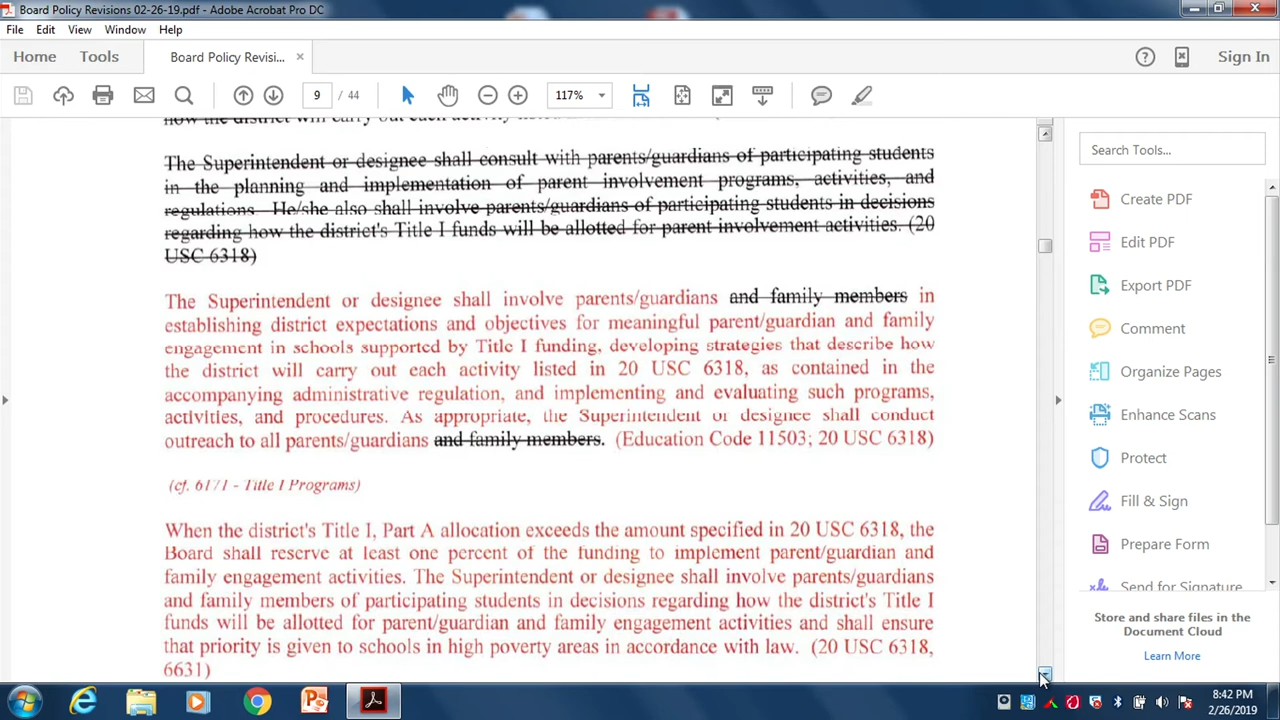 Board Policy Revisions 02-26-19.pdf - Adobe Acrobat Pro DC
File Edit View Window Help
Home Tools Board Policy Revisi... × Sign In
9 / 44 117%
how the district will carry out each activity
The Superintendent or designee shall consult with parents/guardians of participating students
in the planning and implementation of parent involvement programs, activities, and
regulations. He/she also shall involve parents/guardians of participating students in decisions
regarding how the district's Title I funds will be allotted for parent involvement activities. (20
USC 6318)
The Superintendent or designee shall involve parents/guardians and family members in
establishing district expectations and objectives for meaningful parent/guardian and family
engagement in schools supported by Title I funding, developing strategies that describe how
the district will carry out each activity listed in 20 USC 6318, as contained in the
accompanying administrative regulation, and implementing and evaluating such programs,
activities, and procedures. As appropriate, the Superintendent or designee shall conduct
outreach to all parents/guardians and family members. (Education Code 11503; 20 USC 6318)
(cf. 6171 - Title I Programs)
When the district's Title I, Part A allocation exceeds the amount specified in 20 USC 6318, the
Board shall reserve at least one percent of the funding to implement parent/guardian and
family engagement activities. The Superintendent or designee shall involve parents/guardians
and family members of participating students in decisions regarding how the district's Title I
funds will be allotted for parent/guardian and family engagement activities and shall ensure
that priority is given to schools in high poverty areas in accordance with law. (20 USC 6318,
6631)
Search Tools...
Create PDF
Edit PDF
Export PDF
Comment
Organize Pages
Enhance Scans
Protect
Fill & Sign
Prepare Form
Send for Signature
Store and share files in the
Document Cloud
Learn More
8:42 PM
2/26/2019